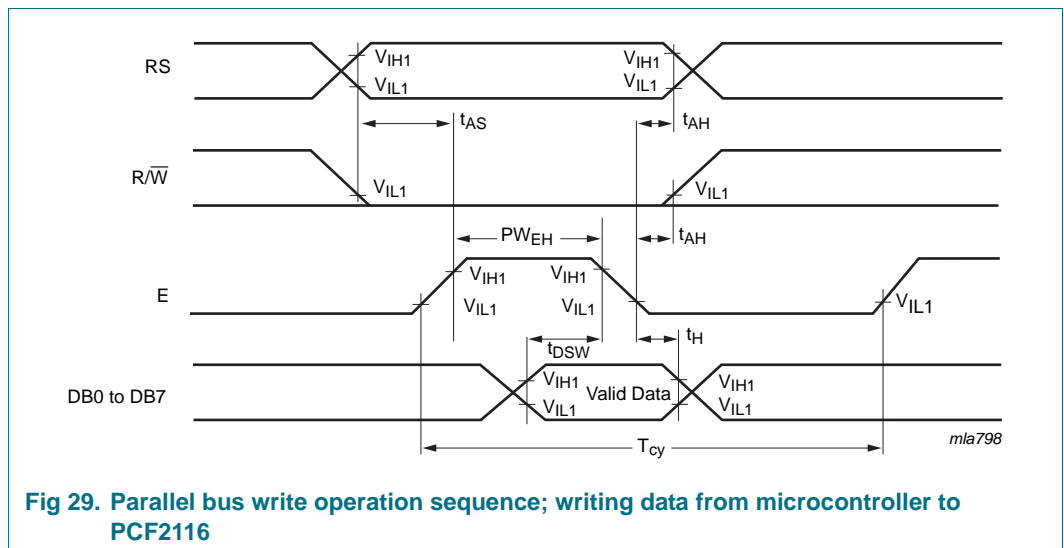 RS
VIH1
VIL1
VIH1
VIL1
tAS
tAH
R/W̅
VIL1
VIL1
PWEH
tAH
E
VIH1
VIL1
VIH1
VIL1
VIL1
tDSW
tH
DB0 to DB7
VIH1
VIL1
Valid Data
VIH1
VIL1
Tcy
mla798
Fig 29. Parallel bus write operation sequence; writing data from microcontroller to
PCF2116